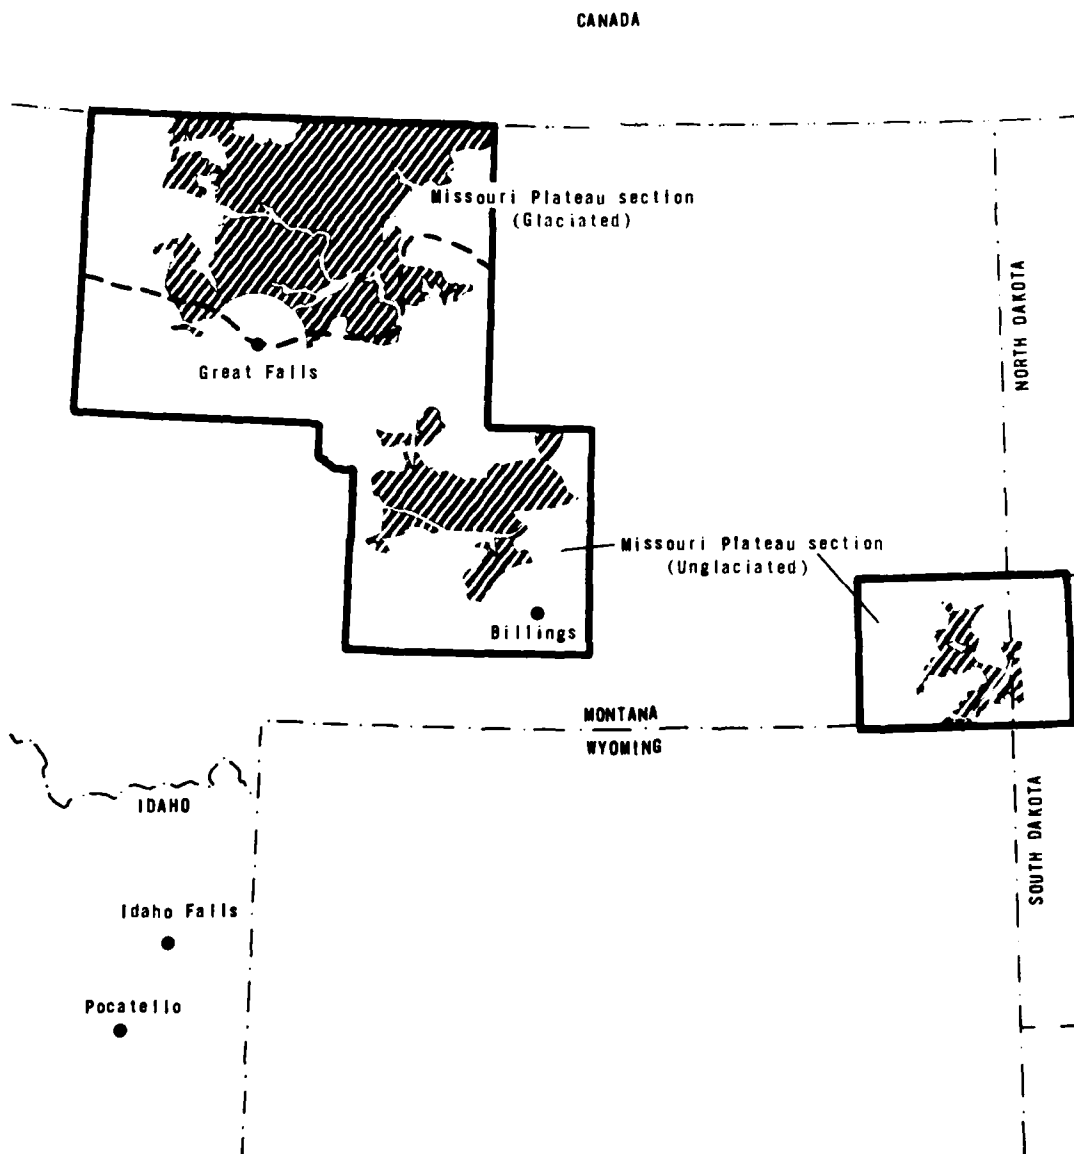 CANADA
Missouri Plateau section
(Glaciated)
NORTH DAKOTA
Great Falls
Missouri Plateau section
(Unglaciated)
Billings
MONTANA
WYOMING
IDAHO
SOUTH DAKOTA
Idaho Falls
Pocatello